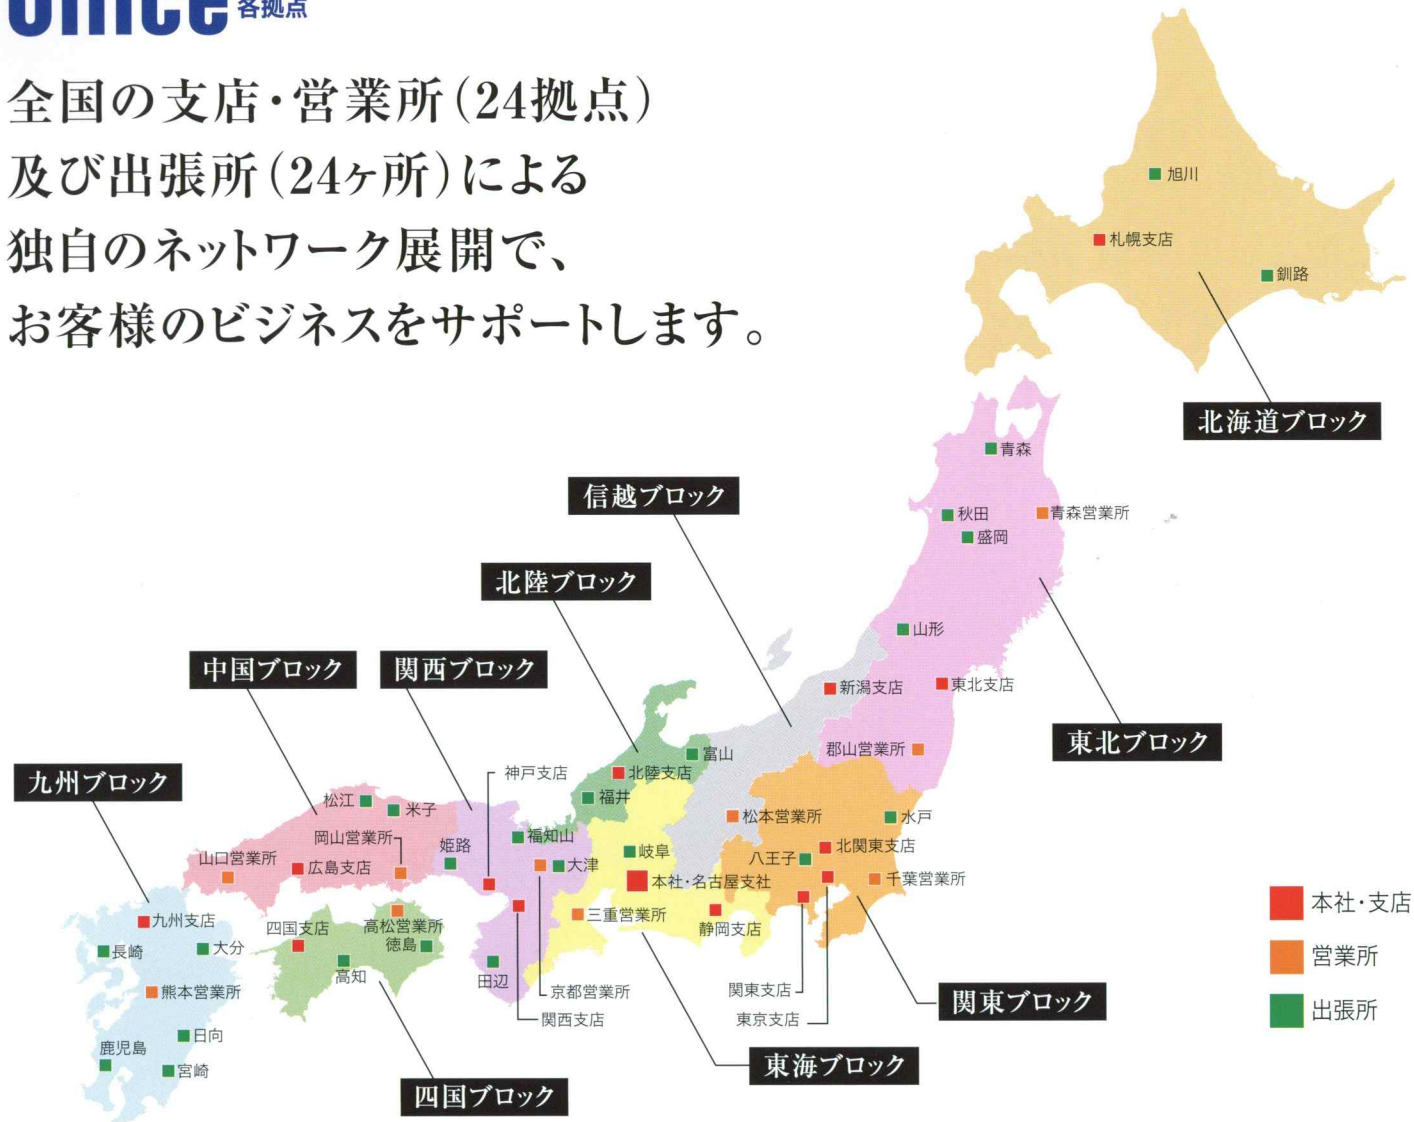 office 各拠点
全国の支店・営業所(24拠点)
及び出張所(24ヶ所)による
独自のネットワーク展開で、
お客様のビジネスをサポートします。
旭川
札幌支店
釧路
北海道ブロック
青森
秋田
青森営業所
盛岡
山形
東北支店
郡山営業所
東北ブロック
信越ブロック
新潟支店
松本営業所
北陸ブロック
富山
北陸支店
福井
中国ブロック
松江
米子
岡山営業所
山口営業所
広島支店
関西ブロック
神戸支店
福知山
姫路
大津
田辺
京都営業所
関西支店
水戸
北関東支店
八王子
千葉営業所
関東支店
東京支店
関東ブロック
岐阜
本社・名古屋支社
三重営業所
静岡支店
東海ブロック
九州ブロック
九州支店
長崎
大分
熊本営業所
日向
鹿児島
宮崎
四国支店
高松営業所
徳島
高知
四国ブロック
本社・支店
営業所
出張所